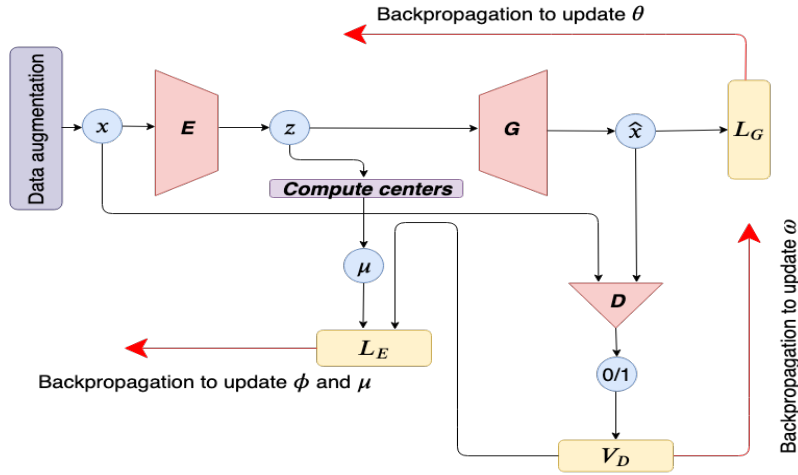 Backpropagation to update θ
Data augmentation
x
E
z
G
x̂
L_G
Compute centers
μ
D
L_E
0/1
Backpropagation to update ϕ and μ
V_D
Backpropagation to update ω